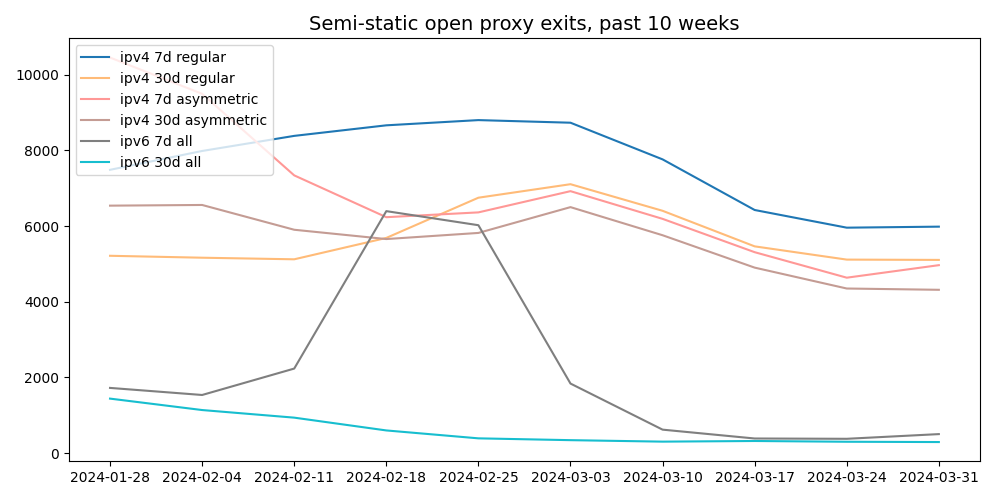 Semi-static open proxy exits, past 10 weeks
ipv4 7d regular
ipv4 30d regular
ipv4 7d asymmetric
ipv4 30d asymmetric
ipv6 7d all
ipv6 30d all
10000
8000
6000
4000
2000
0
2024-01-28 2024-02-04 2024-02-11 2024-02-18 2024-02-25 2024-03-03 2024-03-10 2024-03-17 2024-03-24 2024-03-31